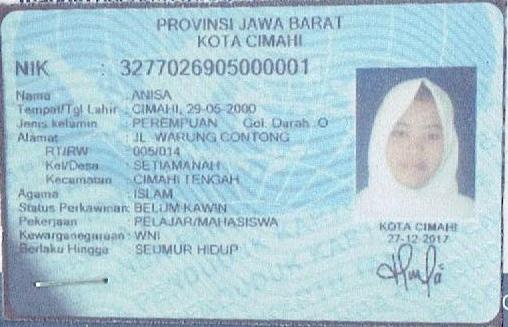 PROVINSI JAWA BARAT
KOTA CIMAHI
NIK : 3277026905000001
Nama : ANISA
Tempat/Tgl Lahir : CIMAHI, 29-05-2000
Jenis kelamin : PEREMPUAN Gol. Darah :O
Alamat : JL. WARUNG CONTONG
RT/RW : 005/014
Kel/Desa : SETIAMANAH
Kecamatan : CIMAHI TENGAH
Agama : ISLAM
Status Perkawinan: BELUM KAWIN
Pekerjaan : PELAJAR/MAHASISWA
Kewarganegaraan: WNI
Berlaku Hingga : SEUMUR HIDUP
KOTA CIMAHI
27-12-2017